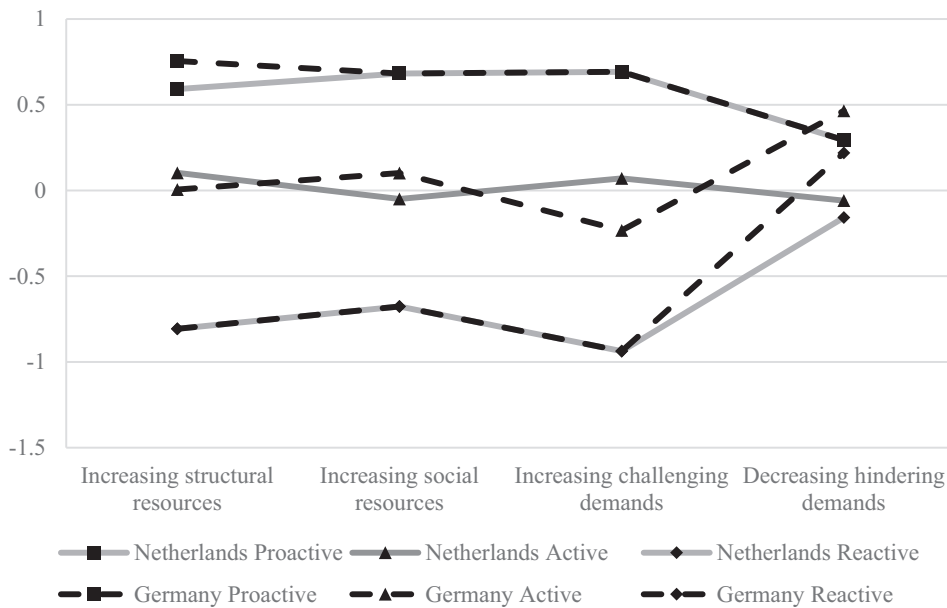 1
0.5
0
-0.5
-1
-1.5
Increasing structural resources
Increasing social resources
Increasing challenging demands
Decreasing hindering demands
Netherlands Proactive
Netherlands Active
Netherlands Reactive
Germany Proactive
Germany Active
Germany Reactive